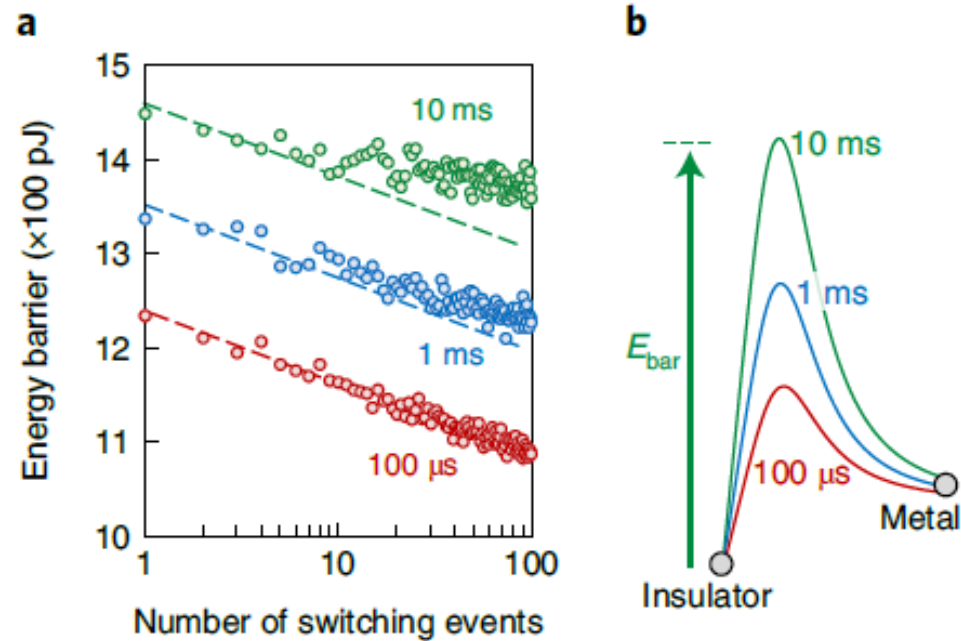 a
Energy barrier (×100 pJ)
15
14
13
12
11
10
10 ms
1 ms
100 μs
1
10
100
Number of switching events
b
10 ms
1 ms
100 μs
E_bar
Insulator
Metal